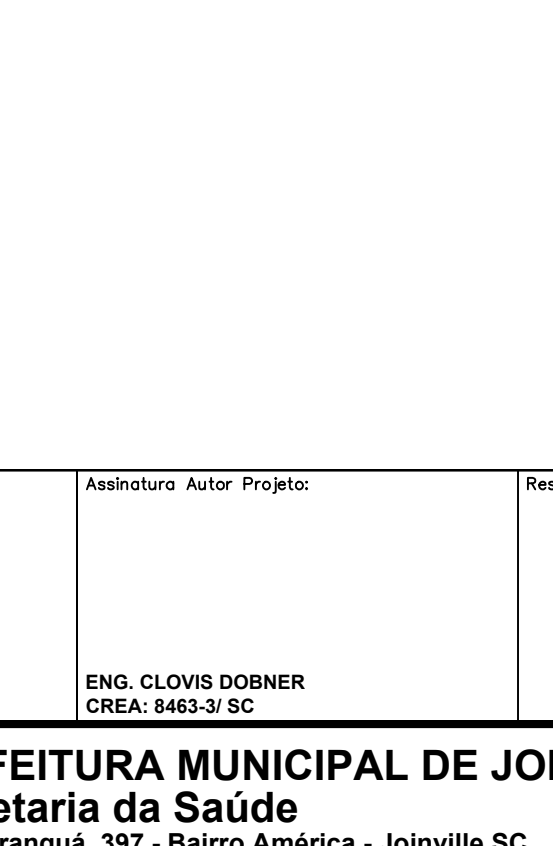 Assinatura Autor Projeto:
Res
ENG. CLOVIS DOBNER
CREA: 8463-3/ SC
FEITURA MUNICIPAL DE JOI
etaria da Saúde
ranguá, 397 - Bairro América - Joinville SC